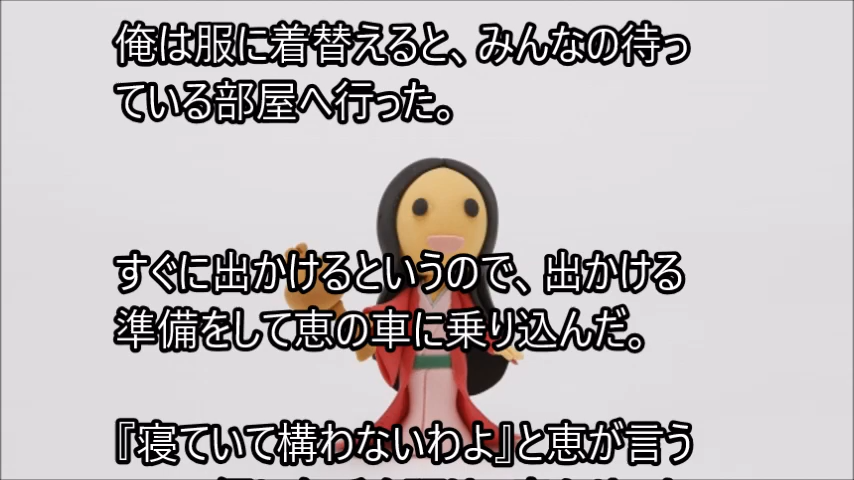 俺は服に着替えると、みんなの待っ
ている部屋へ行った。
すぐに出かけるというので、出かける
準備をして恵の車に乗り込んだ。
『寝ていて構わないわよ』と恵が言う